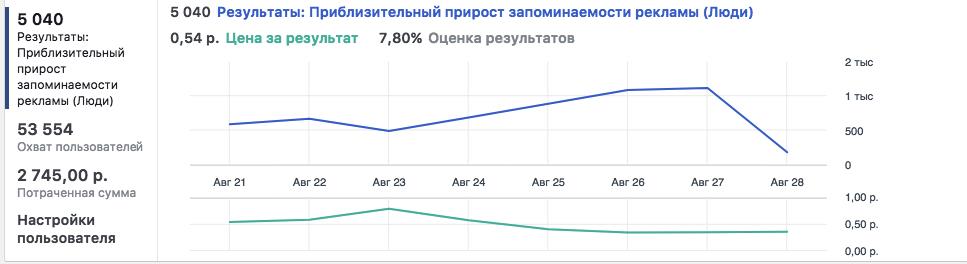 5 040
Результаты:
Приблизительный
прирост
запоминаемости
рекламы (Люди)
53 554
Охват пользователей
2 745,00 р.
Потраченная сумма
Настройки
пользователя
5 040 Результаты: Приблизительный прирост запоминаемости рекламы (Люди)
0,54 р. Цена за результат 7,80% Оценка результатов
2 тыс
1 тыс
500
0
Авг 21 Авг 22 Авг 23 Авг 24 Авг 25 Авг 26 Авг 27 Авг 28
1,00 р.
0,50 р.
0,00 р.